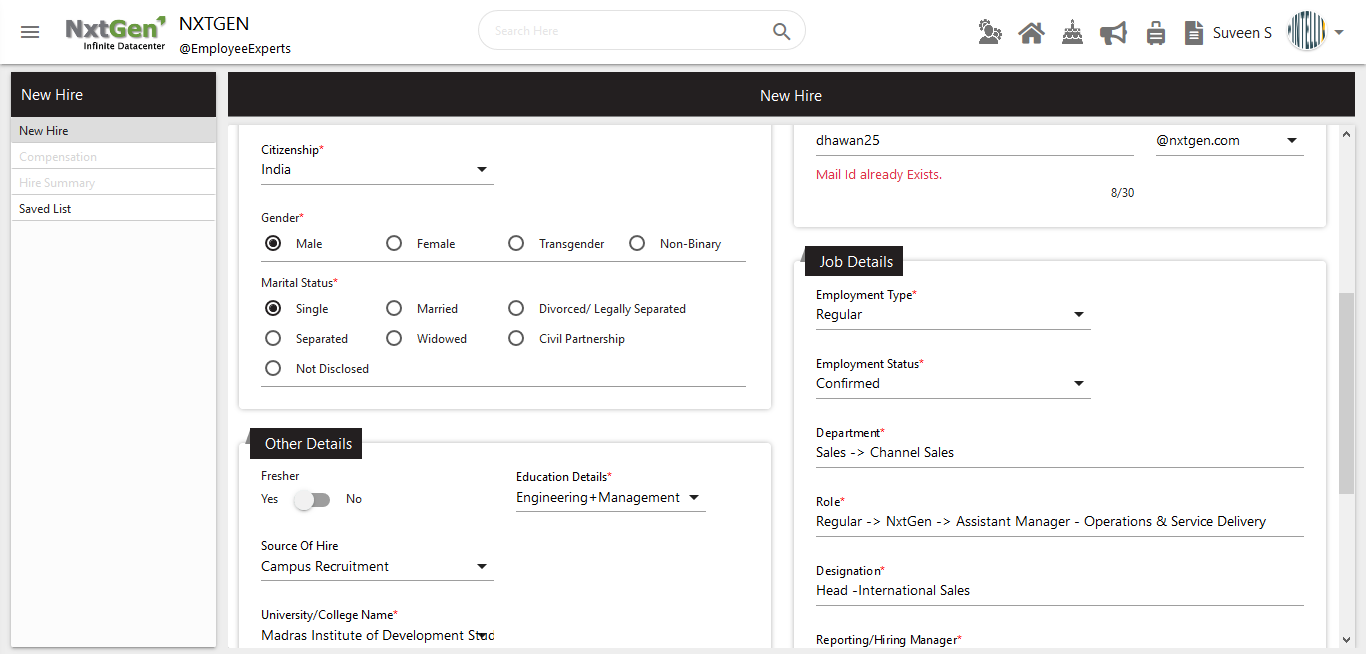 NxtGen
Infinite Datacenter
NXTGEN
@EmployeeExperts
Search Here
Suveen S
INTELLI
New Hire
New Hire
Compensation
Hire Summary
Saved List
New Hire
Citizenship*
India
Gender*
Male Female Transgender Non-Binary
Marital Status*
Single Married Divorced/ Legally Separated
Separated Widowed Civil Partnership
Not Disclosed
Other Details
Fresher
Yes No
Education Details*
Engineering+Management
Source Of Hire
Campus Recruitment
University/College Name*
Madras Institute of Development Stud
dhawan25 @nxtgen.com
Mail Id already Exists.
8/30
Job Details
Employment Type*
Regular
Employment Status*
Confirmed
Department*
Sales -> Channel Sales
Role*
Regular -> NxtGen -> Assistant Manager - Operations & Service Delivery
Designation*
Head -International Sales
Reporting/Hiring Manager*